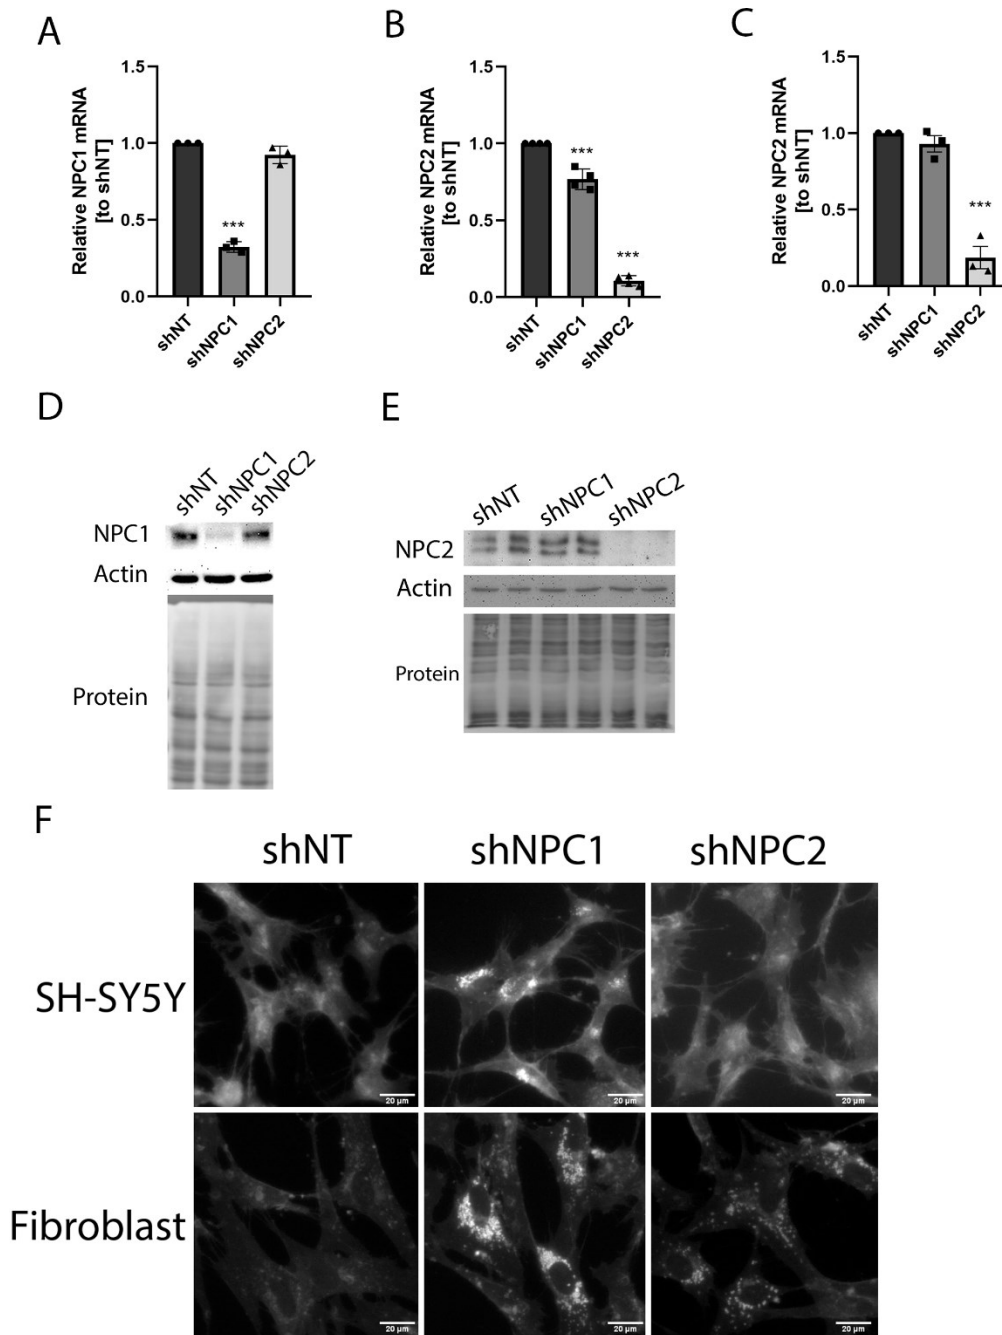 A
Relative NPC1 mRNA
[to shNT]
1.5
1.0
0.5
0.0
***
shNT
shNPC1
shNPC2
B
Relative NPC2 mRNA
[to shNT]
1.5
1.0
0.5
0.0
***
***
shNT
shNPC1
shNPC2
C
Relative NPC2 mRNA
[to shNT]
1.5
1.0
0.5
0.0
***
shNT
shNPC1
shNPC2
D
shNT
shNPC1
shNPC2
NPC1
Actin
Protein
E
shNT
shNPC1
shNPC2
NPC2
Actin
Protein
F
shNT shNPC1 shNPC2
SH-SY5Y
20 µm
20 µm
20 µm
Fibroblast
20 µm
20 µm
20 µm